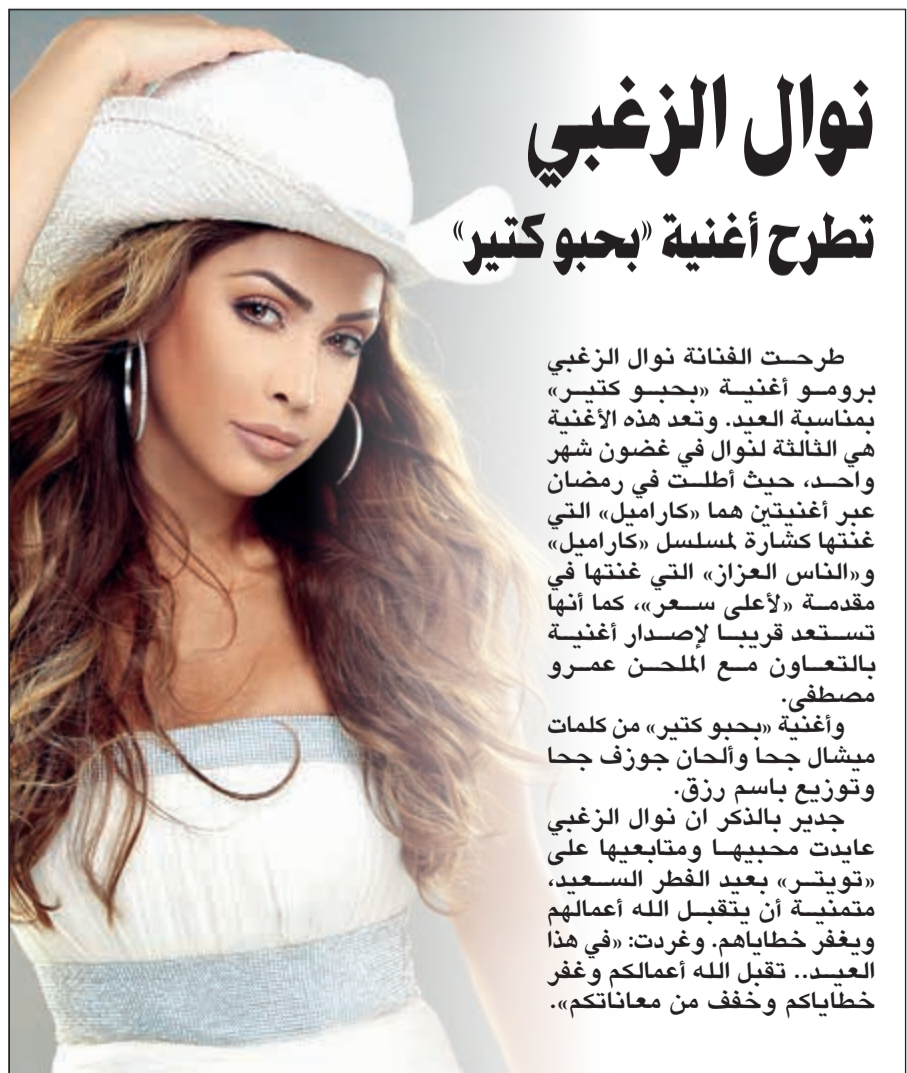 نوال الزغبي
تطرح أغنية «بحبو كتير»
طرحت الفنانة نوال الزغبي
برومو أغنية «بحبو كتير»
بمناسبة العيد. وتعد هذه الأغنية
هي الثالثة لنوال في غضون شهر
واحد، حيث أطلت في رمضان
عبر أغنيتين هما «كاراميل» التي
غنتها كشارة لمسلسل «كاراميل»
و«الناس العزاز» التي غنتها في
مقدمة «لأعلى سعر»، كما أنها
تستعد قريبا لإصدار أغنية
بالتعاون مع الملحن عمرو
مصطفى.
وأغنية «بحبو كتير» من كلمات
ميشال جحا وألحان جوزف جحا
وتوزيع باسم رزق.
جدير بالذكر ان نوال الزغبي
عايدت محبيها ومتابعيها على
«تويتر» بعيد الفطر السعيد،
متمنية أن يتقبل الله أعمالهم
ويغفر خطاياهم. وغردت: «في هذا
العيد.. تقبل الله أعمالكم وغفر
خطاياكم وخفف من معاناتكم».